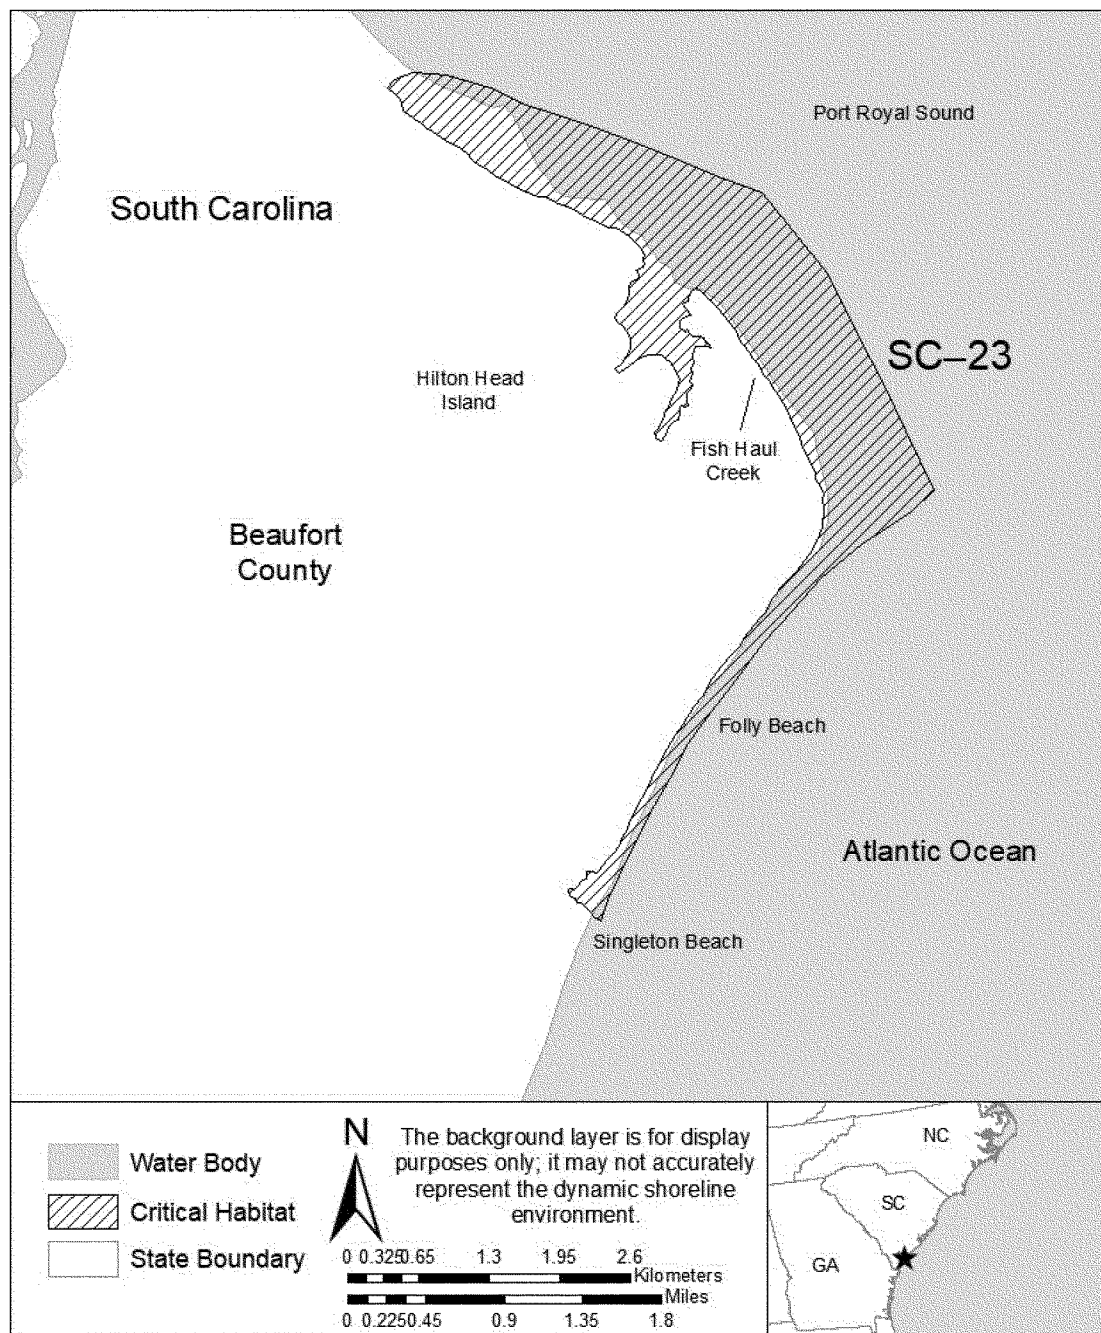 Port Royal Sound
South Carolina
SC–23
Hilton Head
Island
Fish Haul
Creek
Beaufort
County
Folly Beach
Atlantic Ocean
Singleton Beach
Water Body
Critical Habitat
State Boundary
N
The background layer is for display
purposes only; it may not accurately
represent the dynamic shoreline
environment.
0 0.325 0.65 1.3 1.95 2.6
Kilometers
Miles
0 0.225 0.45 0.9 1.35 1.8
NC
SC
GA